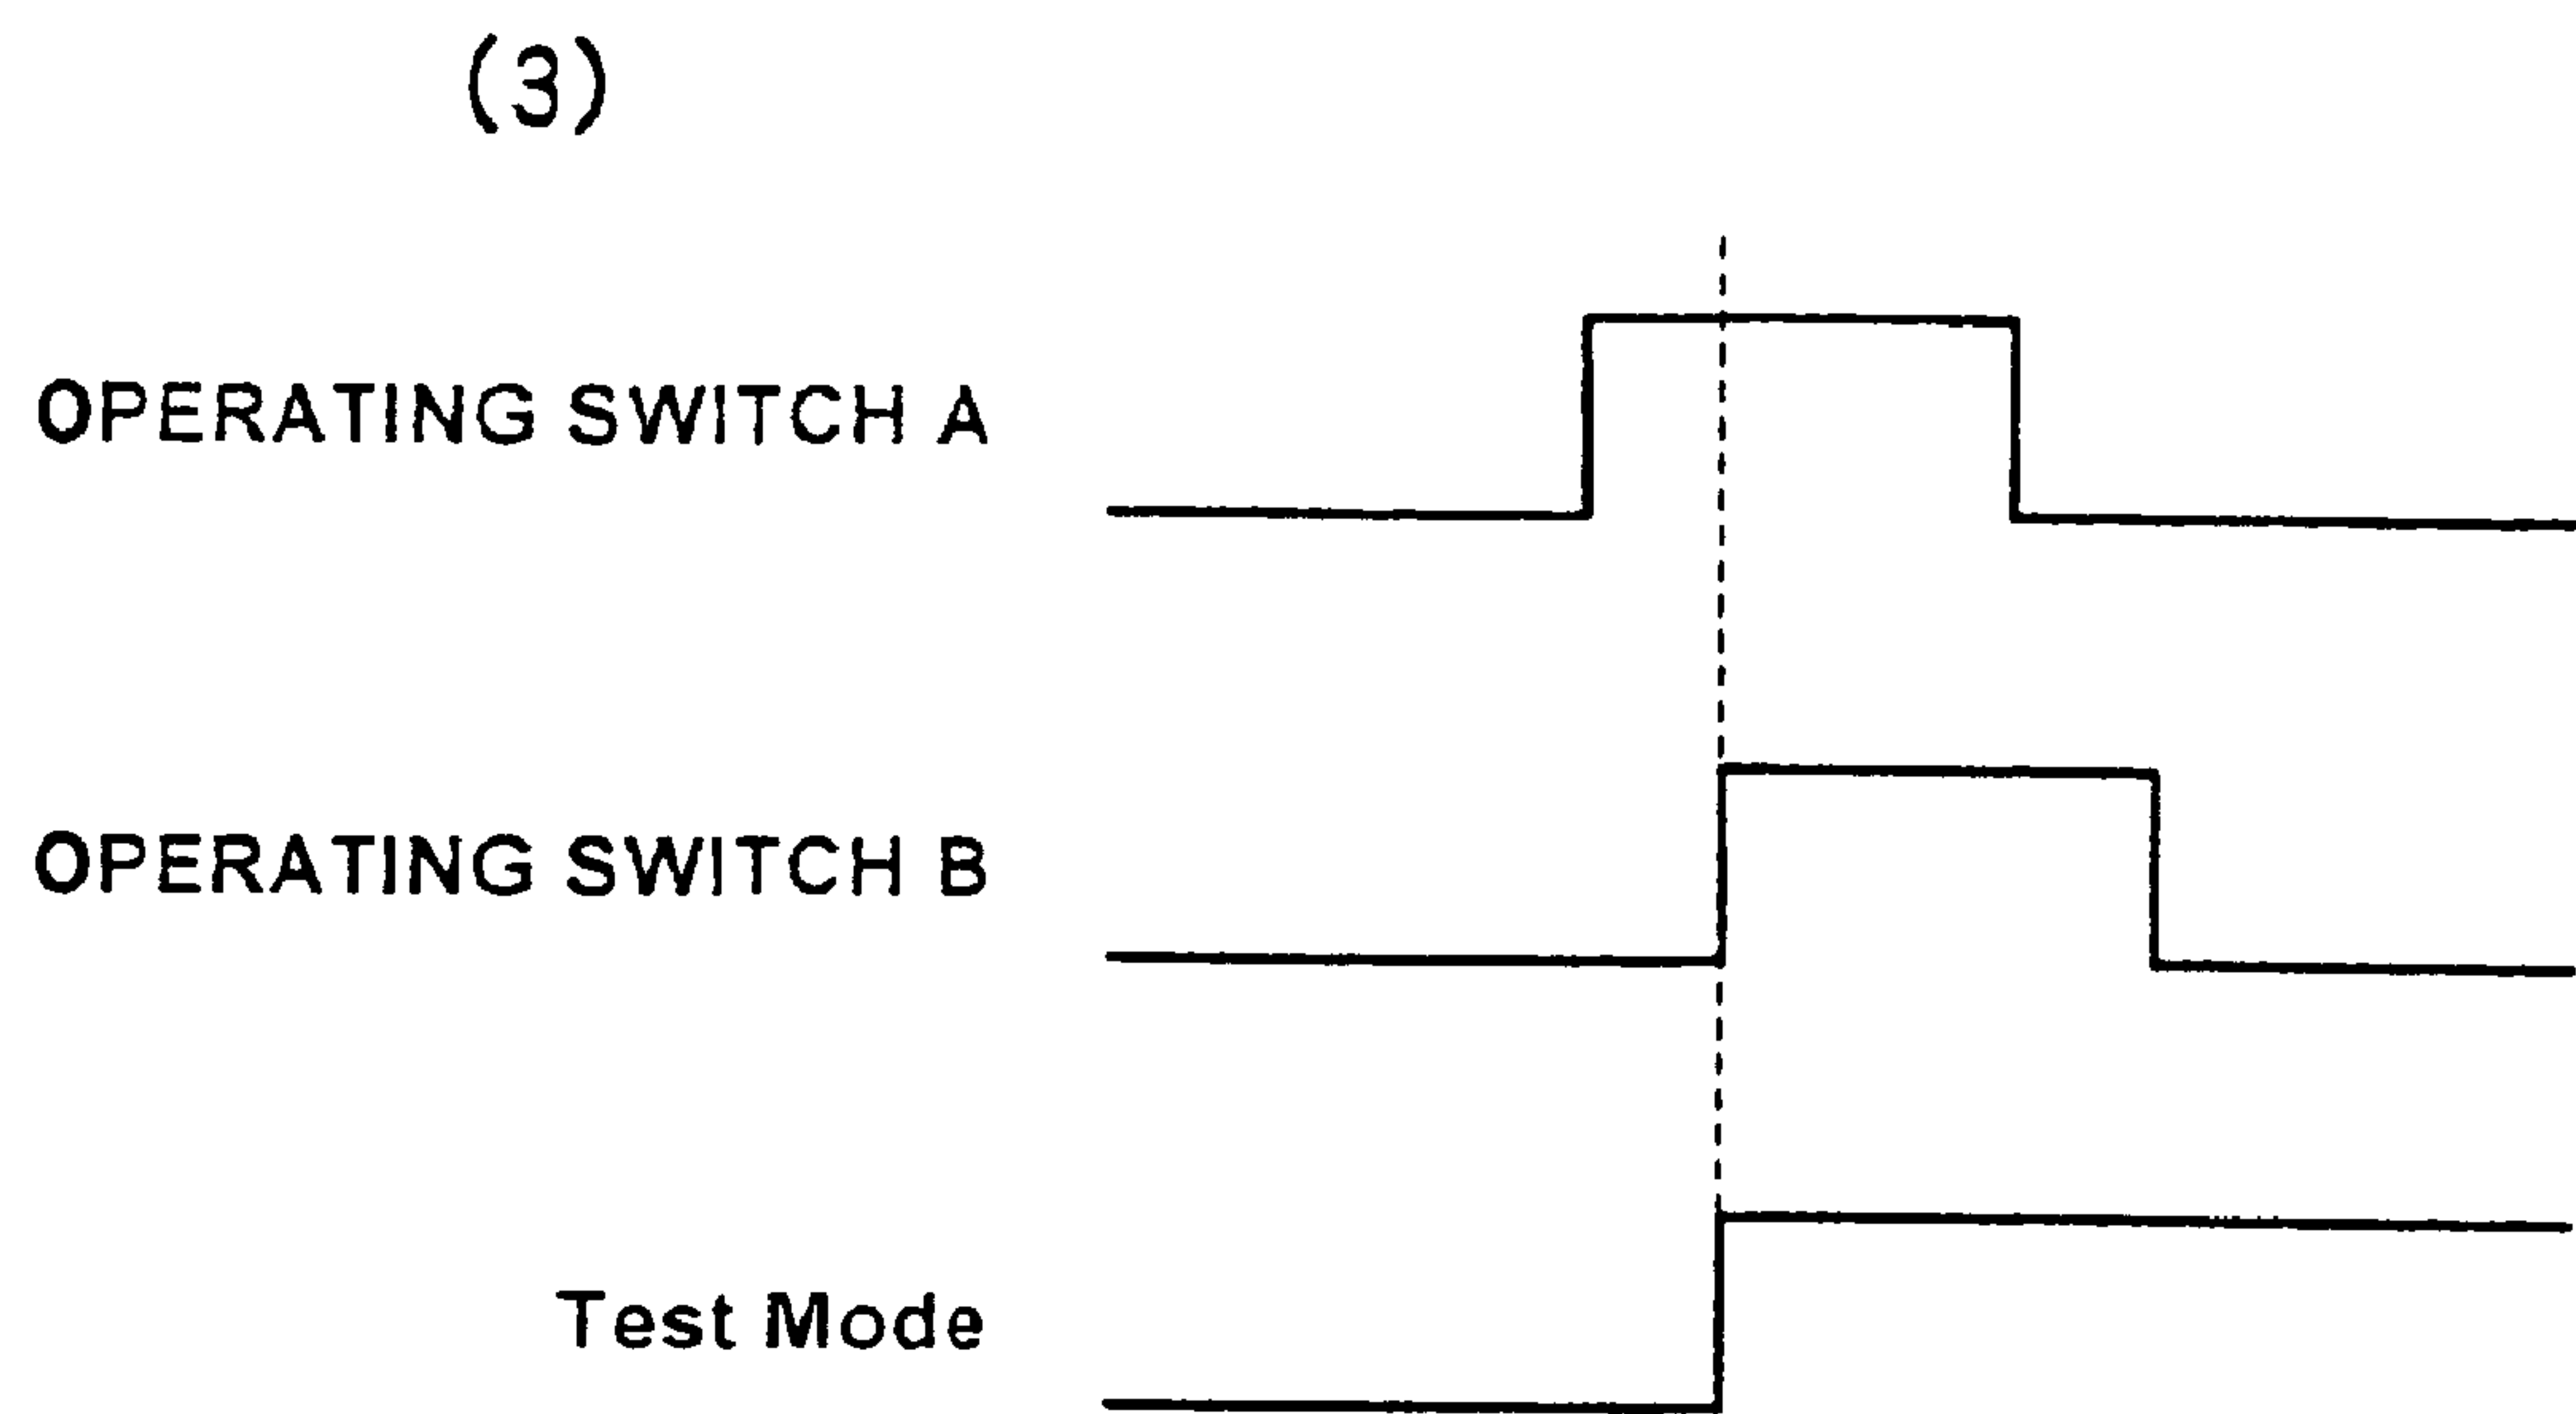 (3)
OPERATING SWITCH A
OPERATING SWITCH B
Test Mode